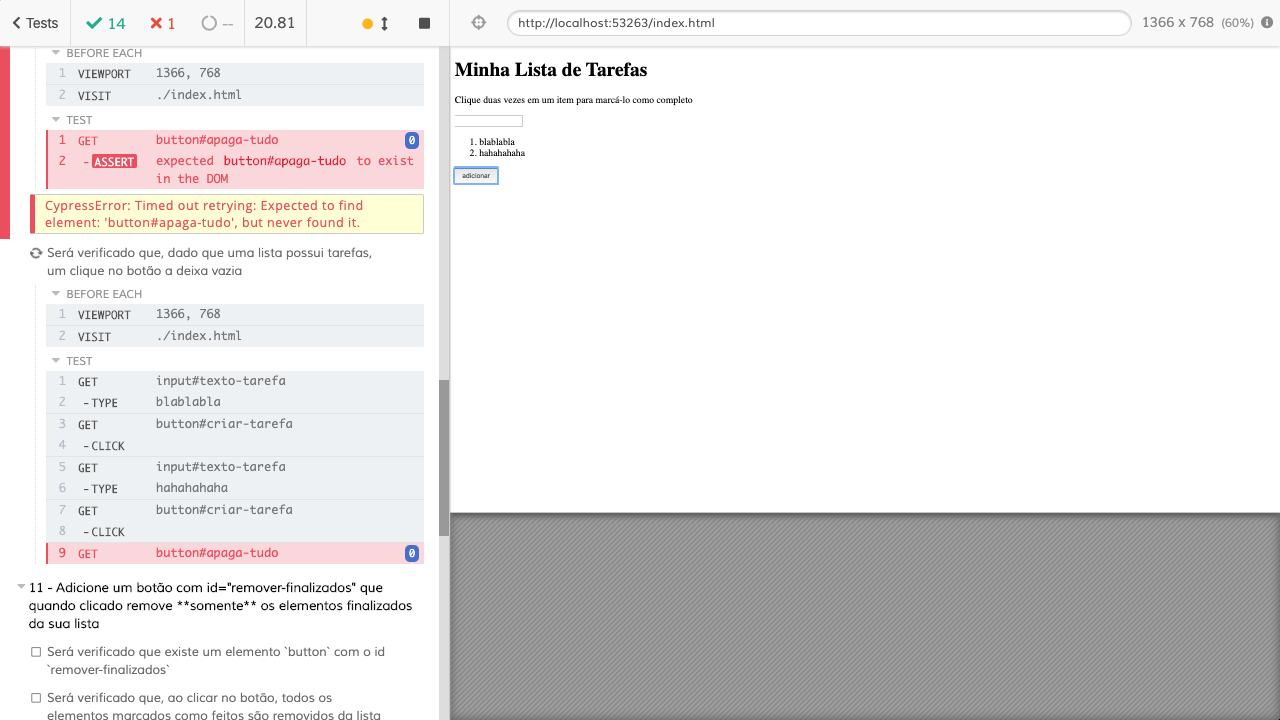 Tests 14 1 -- 20.81
http://localhost:53263/index.html 1366 x 768 (60%)
BEFORE EACH
1 VIEWPORT 1366, 768
2 VISIT ./index.html
TEST
1 GET button#apaga-tudo 0
2 -ASSERT expected button#apaga-tudo to exist
in the DOM
CypressError: Timed out retrying: Expected to find
element: 'button#apaga-tudo', but never found it.
Será verificado que, dado que uma lista possui tarefas,
um clique no botão a deixa vazia
BEFORE EACH
1 VIEWPORT 1366, 768
2 VISIT ./index.html
TEST
1 GET input#texto-tarefa
2 -TYPE blablabla
3 GET button#criar-tarefa
4 -CLICK
5 GET input#texto-tarefa
6 -TYPE hahahahaha
7 GET button#criar-tarefa
8 -CLICK
9 GET button#apaga-tudo 0
11 - Adicione um botão com id="remover-finalizados" que
quando clicado remove **somente** os elementos finalizados
da sua lista
Será verificado que existe um elemento `button` com o id
`remover-finalizados`
Será verificado que, ao clicar no botão, todos os
elementos marcados como feitos são removidos da lista
Minha Lista de Tarefas
Clique duas vezes em um item para marcá-lo como completo
1. blablabla
2. hahahahaha
adicionar